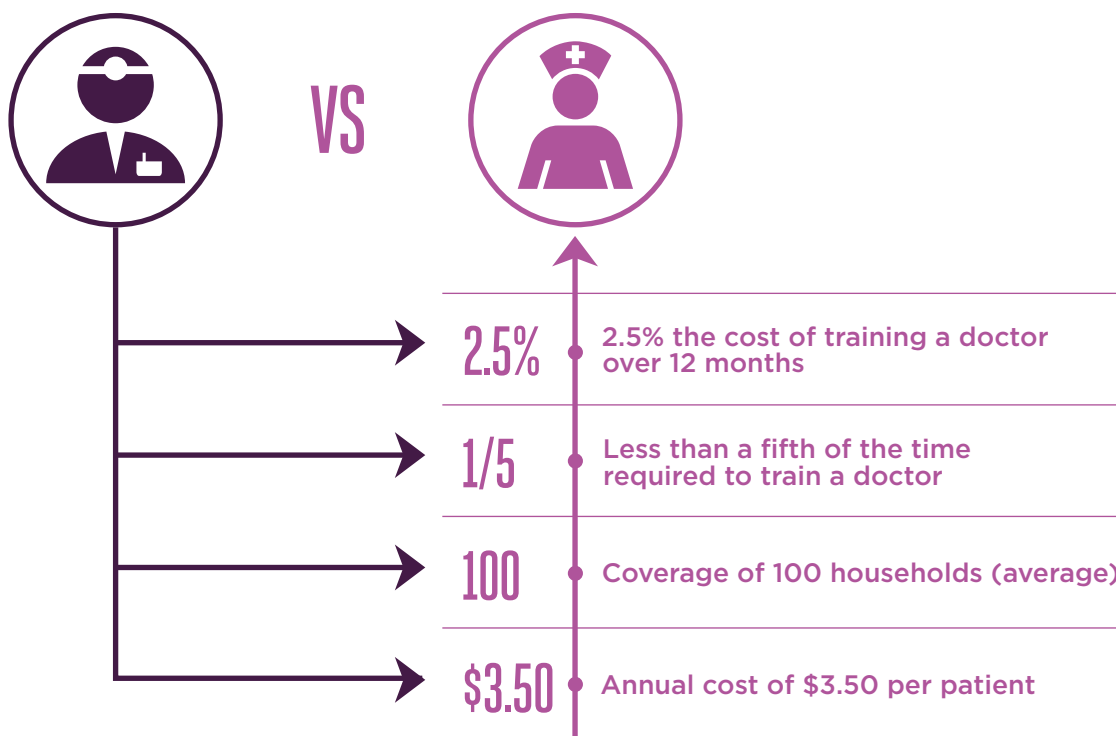 VS
2.5%
2.5% the cost of training a doctor
over 12 months
1/5
Less than a fifth of the time
required to train a doctor
100
Coverage of 100 households (average)
$3.50
Annual cost of $3.50 per patient